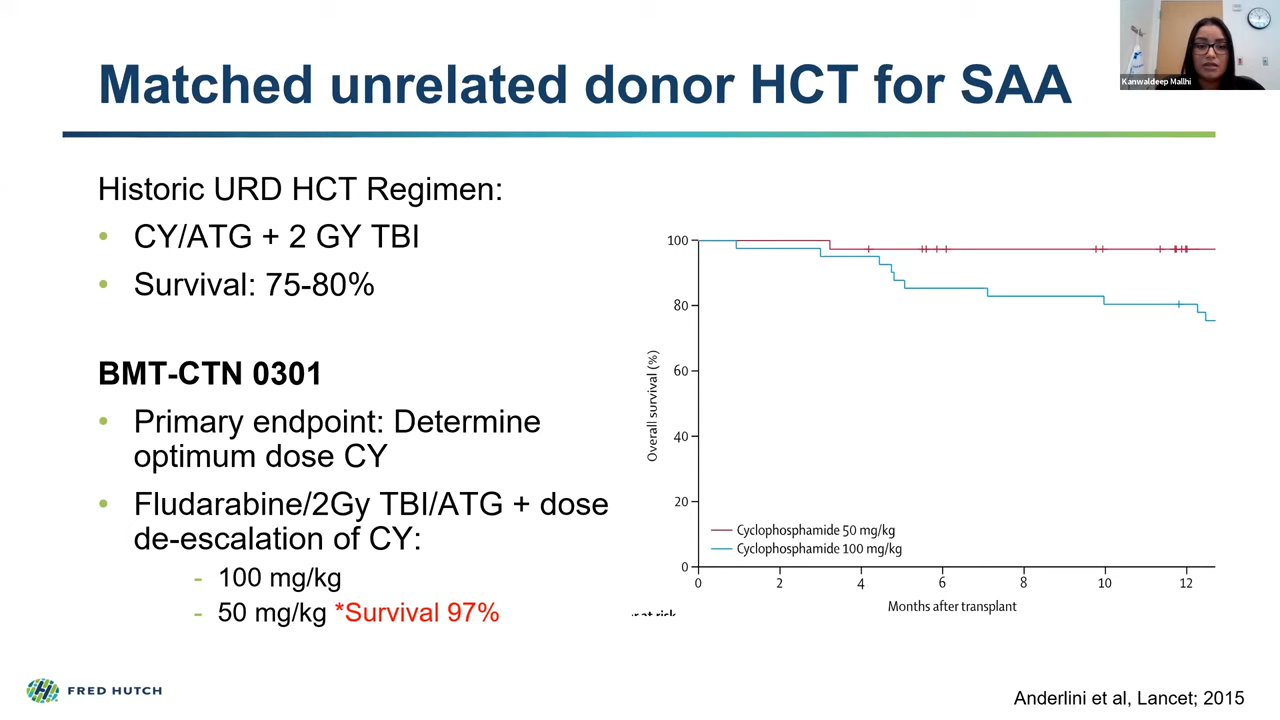 Matched unrelated donor HCT for SAA
Kanwaldeep Mallhi
Historic URD HCT Regimen:
• CY/ATG + 2 GY TBI
• Survival: 75-80%
BMT-CTN 0301
• Primary endpoint: Determine
optimum dose CY
• Fludarabine/2Gy TBI/ATG + dose
de-escalation of CY:
- 100 mg/kg
- 50 mg/kg *Survival 97%
Overall survival (%)
100
80
60
40
20
0
Cyclophosphamide 50 mg/kg
Cyclophosphamide 100 mg/kg
0 2 4 6 8 10 12
Months after transplant
FRED HUTCH
Anderlini et al, Lancet; 2015